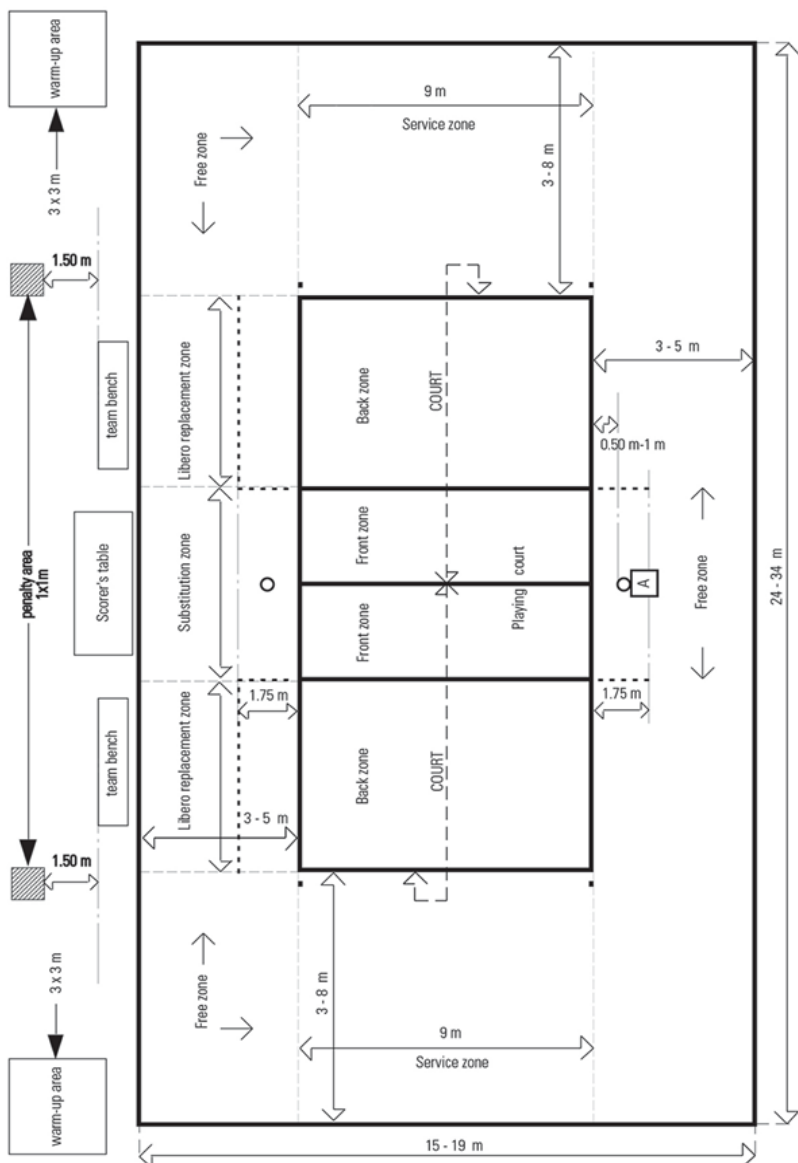 warm-up area
3 x 3 m
1.50 m
penalty area
1x1m
1.50 m
3 x 3 m
warm-up area
team bench
Scorer's table
team bench
Free zone
Libero replacement zone
Substitution zone
Libero replacement zone
1.75 m
3 - 5 m
Free zone
9 m
Service zone
3 - 8 m
Back zone
COURT
Front zone
Playing court
Front zone
Back zone
COURT
3 - 8 m
9 m
Service zone
3 - 5 m
0.50 m-1 m
A
Free zone
1.75 m
24 - 34 m
15 - 19 m